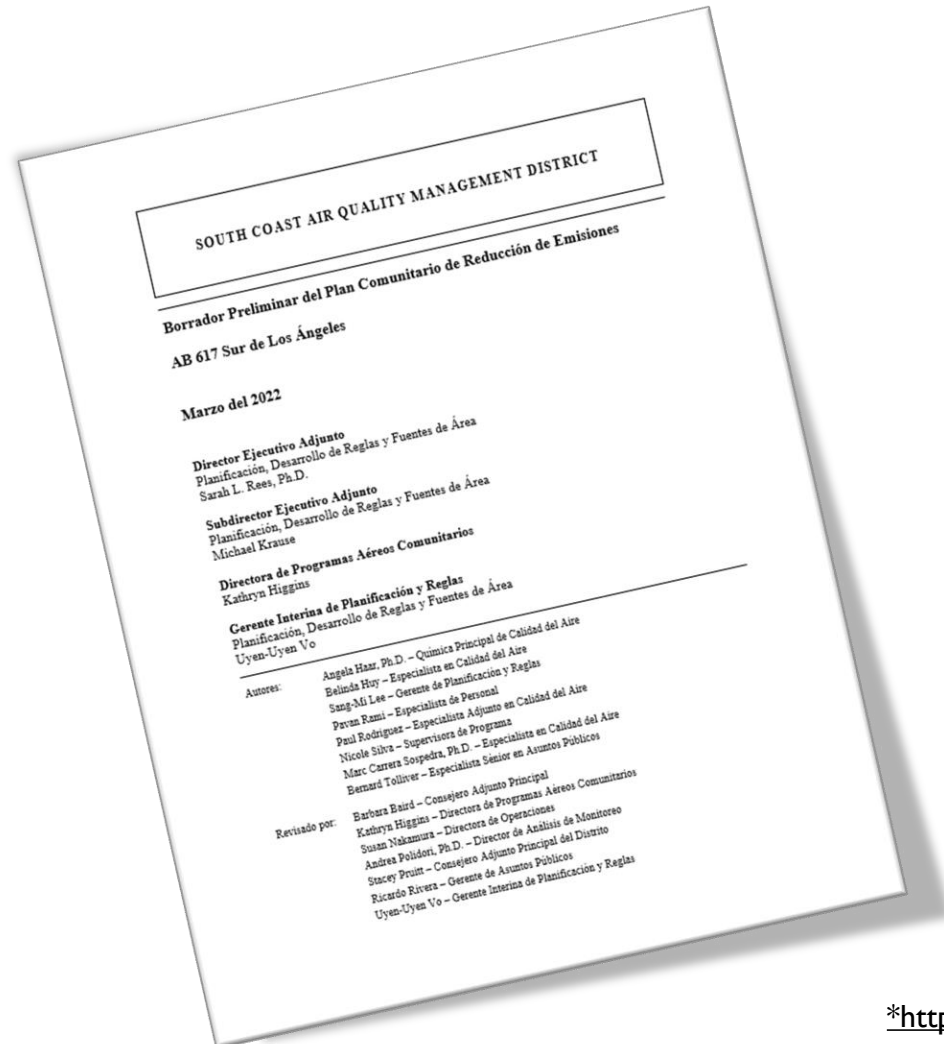 SOUTH COAST AIR QUALITY MANAGEMENT DISTRICT
Borrador Preliminar del Plan Comunitario de Reducción de Emisiones
AB 617 Sur de Los Ángeles
Marzo del 2022
Director Ejecutivo Adjunto
Planificación, Desarrollo de Reglas y Fuentes de Área
Sarah L. Rees, Ph.D.
Subdirector Ejecutivo Adjunto
Planificación, Desarrollo de Reglas y Fuentes de Área
Michael Krause
Directora de Programas Aéreos Comunitarios
Kathryn Higgins
Gerente Interina de Planificación y Reglas
Planificación, Desarrollo de Reglas y Fuentes de Área
Uyen-Uyen Vo
Autores: Angela Haar, Ph.D. – Química Principal de Calidad del Aire
Belinda Huy – Especialista en Calidad del Aire
Sang-Mi Lee – Gerente de Planificación y Reglas
Pavan Rami – Especialista de Personal
Paul Rodriguez – Especialista Adjunto en Calidad del Aire
Nicole Silva – Supervisora de Programa
Marc Carrera Sospedra, Ph.D. – Especialista en Calidad del Aire
Bernard Tolliver – Especialista Sénior en Asuntos Públicos
Revisado por: Barbara Baird – Consejero Adjunto Principal
Kathryn Higgins – Directora de Programas Aéreos Comunitarios
Susan Nakamura – Directora de Operaciones
Andrea Polidori, Ph.D. – Director de Análisis de Monitoreo
Stacey Pruitt – Consejero Adjunto Principal del Distrito
Ricardo Rivera – Gerente de Asuntos Públicos
Uyen-Uyen Vo – Gerente Interina de Planificación y Reglas
*http